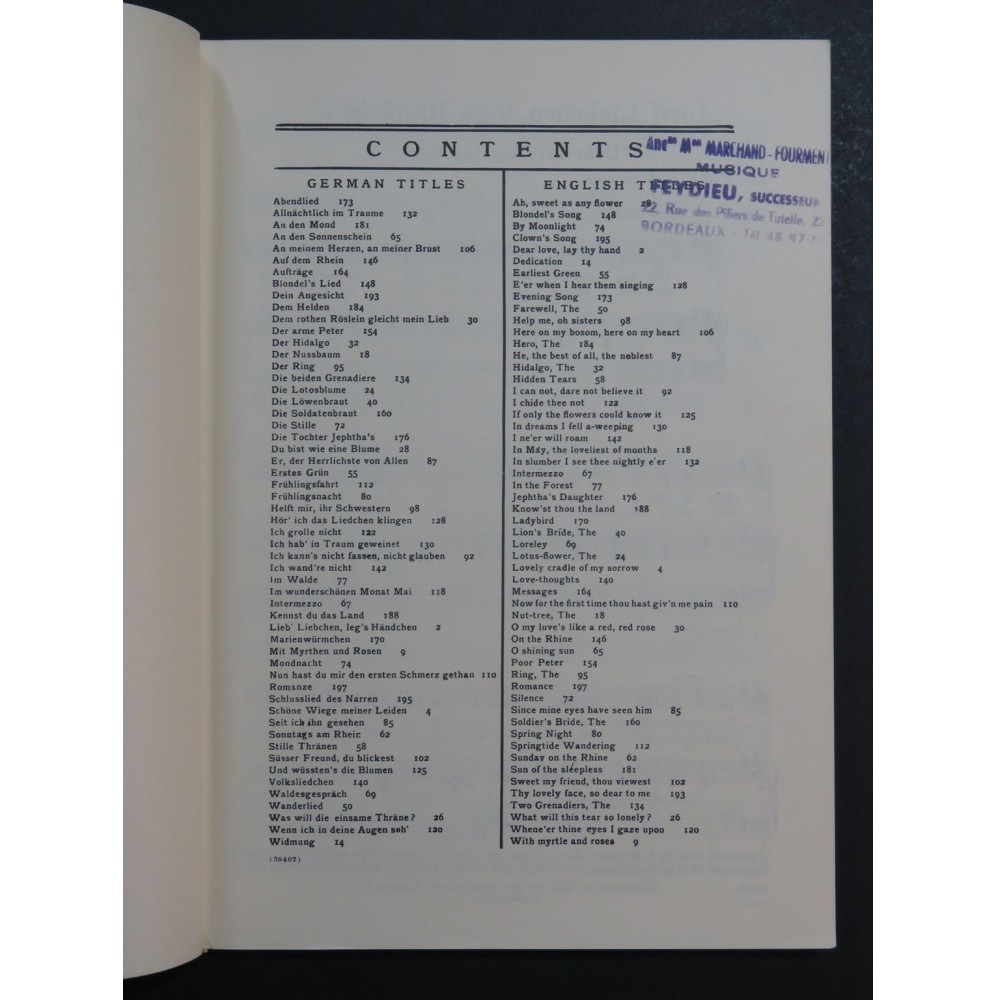 CONTENTS
Ancne Mon MARCHAND - FOURMEN
MUSIQUE
FEYDIEU, SUCCESSEUR
22, Rue des Piliers de Tutelle, 22
BORDEAUX - Tél. 48
GERMAN TITLES
Abendlied 173
Allnächtlich im Traume 132
An den Mond 181
An den Sonnenschein 65
An meinem Herzen, an meiner Brust 106
Auf dem Rhein 146
Aufträge 164
Blondel's Lied 148
Dein Angesicht 193
Dem Helden 184
Dem rothen Röslein gleicht mein Lieb 30
Der arme Peter 154
Der Hidalgo 32
Der Nussbaum 18
Der Ring 95
Die beiden Grenadiere 134
Die Lotosblume 24
Die Löwenbraut 40
Die Soldatenbraut 160
Die Stille 72
Die Tochter Jephtha's 176
Du bist wie eine Blume 28
Er, der Herrlichste von Allen 87
Erstes Grün 55
Frühlingsfahrt 112
Frühlingsnacht 80
Helft mir, ihr Schwestern 98
Hör' ich das Liedchen klingen 128
Ich grolle nicht 122
Ich hab' in Traum geweinet 130
Ich kann's nicht fassen, nicht glauben 92
Ich wand're nicht 142
Im Walde 77
Im wunderschönen Monat Mai 118
Intermezzo 67
Kennst du das Land 188
Lieb' Liebchen, leg's Händchen 2
Marienwürmchen 170
Mit Myrthen und Rosen 9
Mondnacht 74
Nun hast du mir den ersten Schmerz gethan 110
Romanze 197
Schlusslied des Narren 195
Schöne Wiege meiner Leiden 4
Seit ich ihn gesehen 85
Sonntags am Rhein 62
Stille Thränen 58
Süsser Freund, du blickest 102
Und wüssten's die Blumen 125
Volksliedchen 140
Waldesgespräch 69
Wanderlied 50
Was will die einsame Thräne? 26
Wenn ich in deine Augen seh' 120
Widmung 14
(39407)
ENGLISH TITLES
Ah, sweet as any flower 28
Blondel's Song 148
By Moonlight 74
Clown's Song 195
Dear love, lay thy hand 2
Dedication 14
Earliest Green 55
E'er when I hear them singing 128
Evening Song 173
Farewell, The 50
Help me, oh sisters 98
Here on my bosom, here on my heart 106
Hero, The 184
He, the best of all, the noblest 87
Hidalgo, The 32
Hidden Tears 58
I can not, dare not believe it 92
I chide thee not 122
If only the flowers could know it 125
In dreams I fell a-weeping 130
I ne'er will roam 142
In May, the loveliest of months 118
In slumber I see thee nightly e'er 132
Intermezzo 67
In the Forest 77
Jephtha's Daughter 176
Know'st thou the land 188
Ladybird 170
Lion's Bride, The 40
Loreley 69
Lotus-flower, The 24
Lovely cradle of my sorrow 4
Love-thoughts 140
Messages 164
Now for the first time thou hast giv'n me pain 110
Nut-tree, The 18
O my luve's like a red, red rose 30
On the Rhine 146
O shining sun 65
Poor Peter 154
Ring, The 95
Romance 197
Silence 72
Since mine eyes have seen him 85
Soldier's Bride, The 160
Spring Night 80
Springtide Wandering 112
Sunday on the Rhine 62
Sun of the sleepless 181
Sweet my friend, thou viewest 102
Thy lovely face, so dear to me 193
Two Grenadiers, The 134
What will this tear so lonely? 26
Whene'er thine eyes I gaze upon 120
With myrtle and roses 9